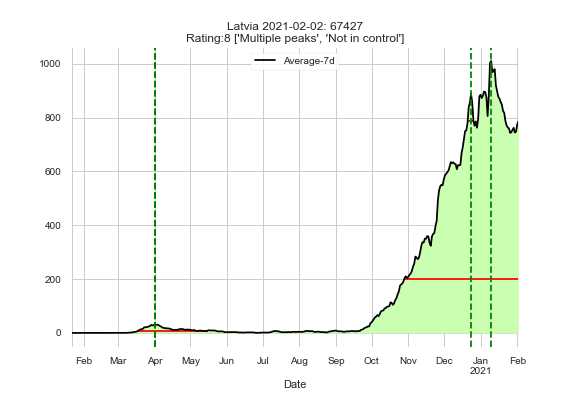 Latvia 2021-02-02: 67427
Rating:8 ['Multiple peaks', 'Not in control']
Average-7d
1000
800
600
400
200
0
Feb Mar Apr May Jun Jul Aug Sep Oct Nov Dec Jan Feb
2021
Date